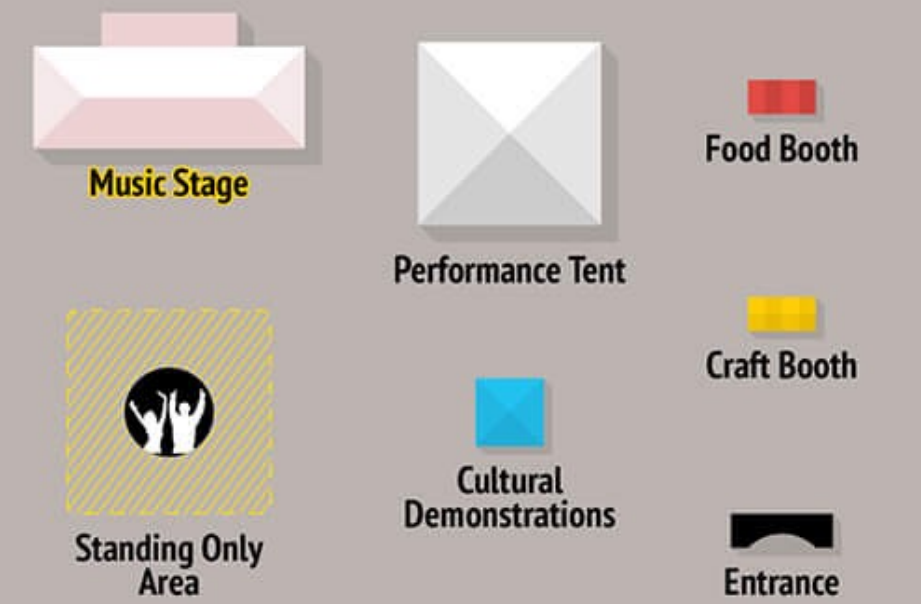 Music Stage
Performance Tent
Food Booth
Craft Booth
Standing Only
Area
Cultural
Demonstrations
Entrance